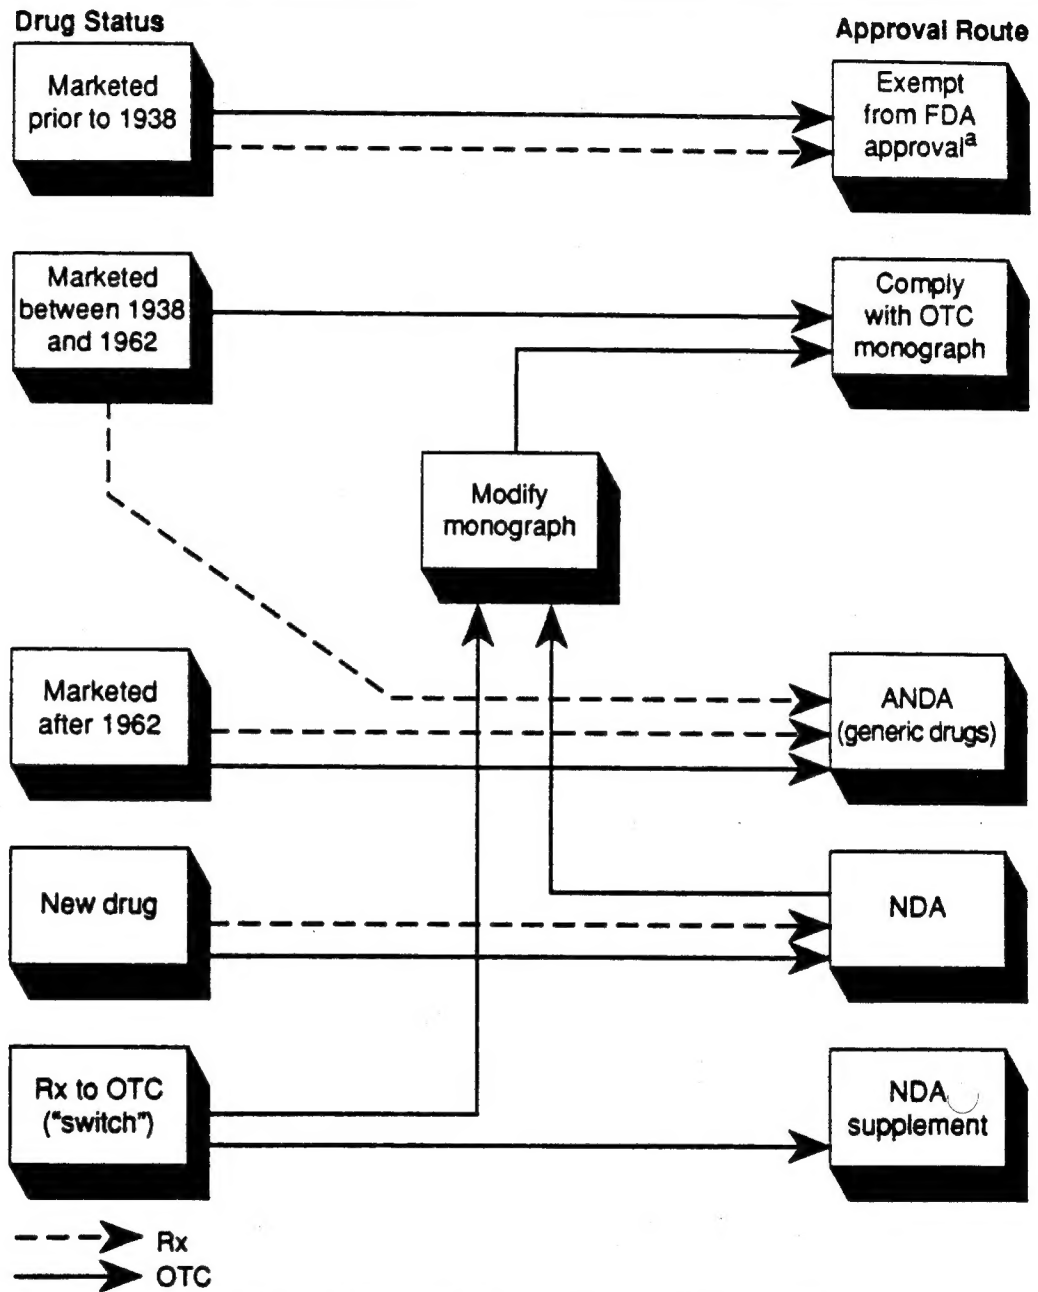 Drug Status
Approval Route
Marketed
prior to 1938
Exempt
from FDA
approvalª
Marketed
between 1938
and 1962
Comply
with OTC
monograph
Modify
monograph
Marketed
after 1962
ANDA
(generic drugs)
New drug
NDA
Rx to OTC
("switch")
NDA
supplement
Rx
OTC